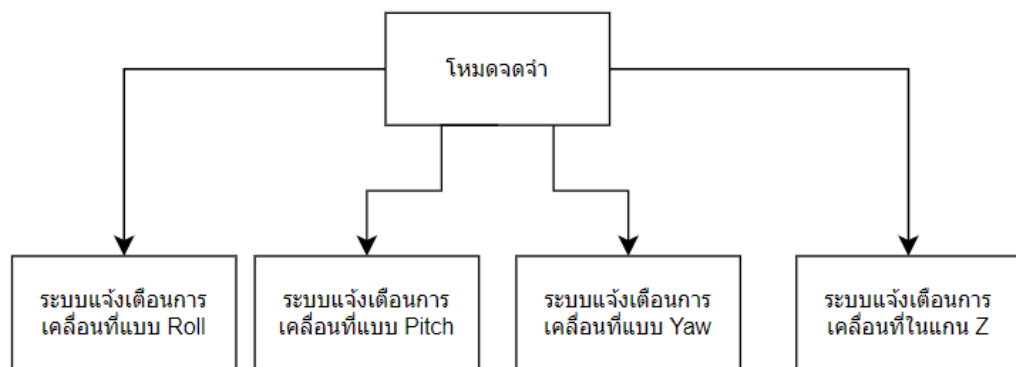 โหมดจดจำ
ระบบแจ้งเตือนการ
เคลื่อนที่แบบ Roll
ระบบแจ้งเตือนการ
เคลื่อนที่แบบ Pitch
ระบบแจ้งเตือนการ
เคลื่อนที่แบบ Yaw
ระบบแจ้งเตือนการ
เคลื่อนที่ในแกน Z